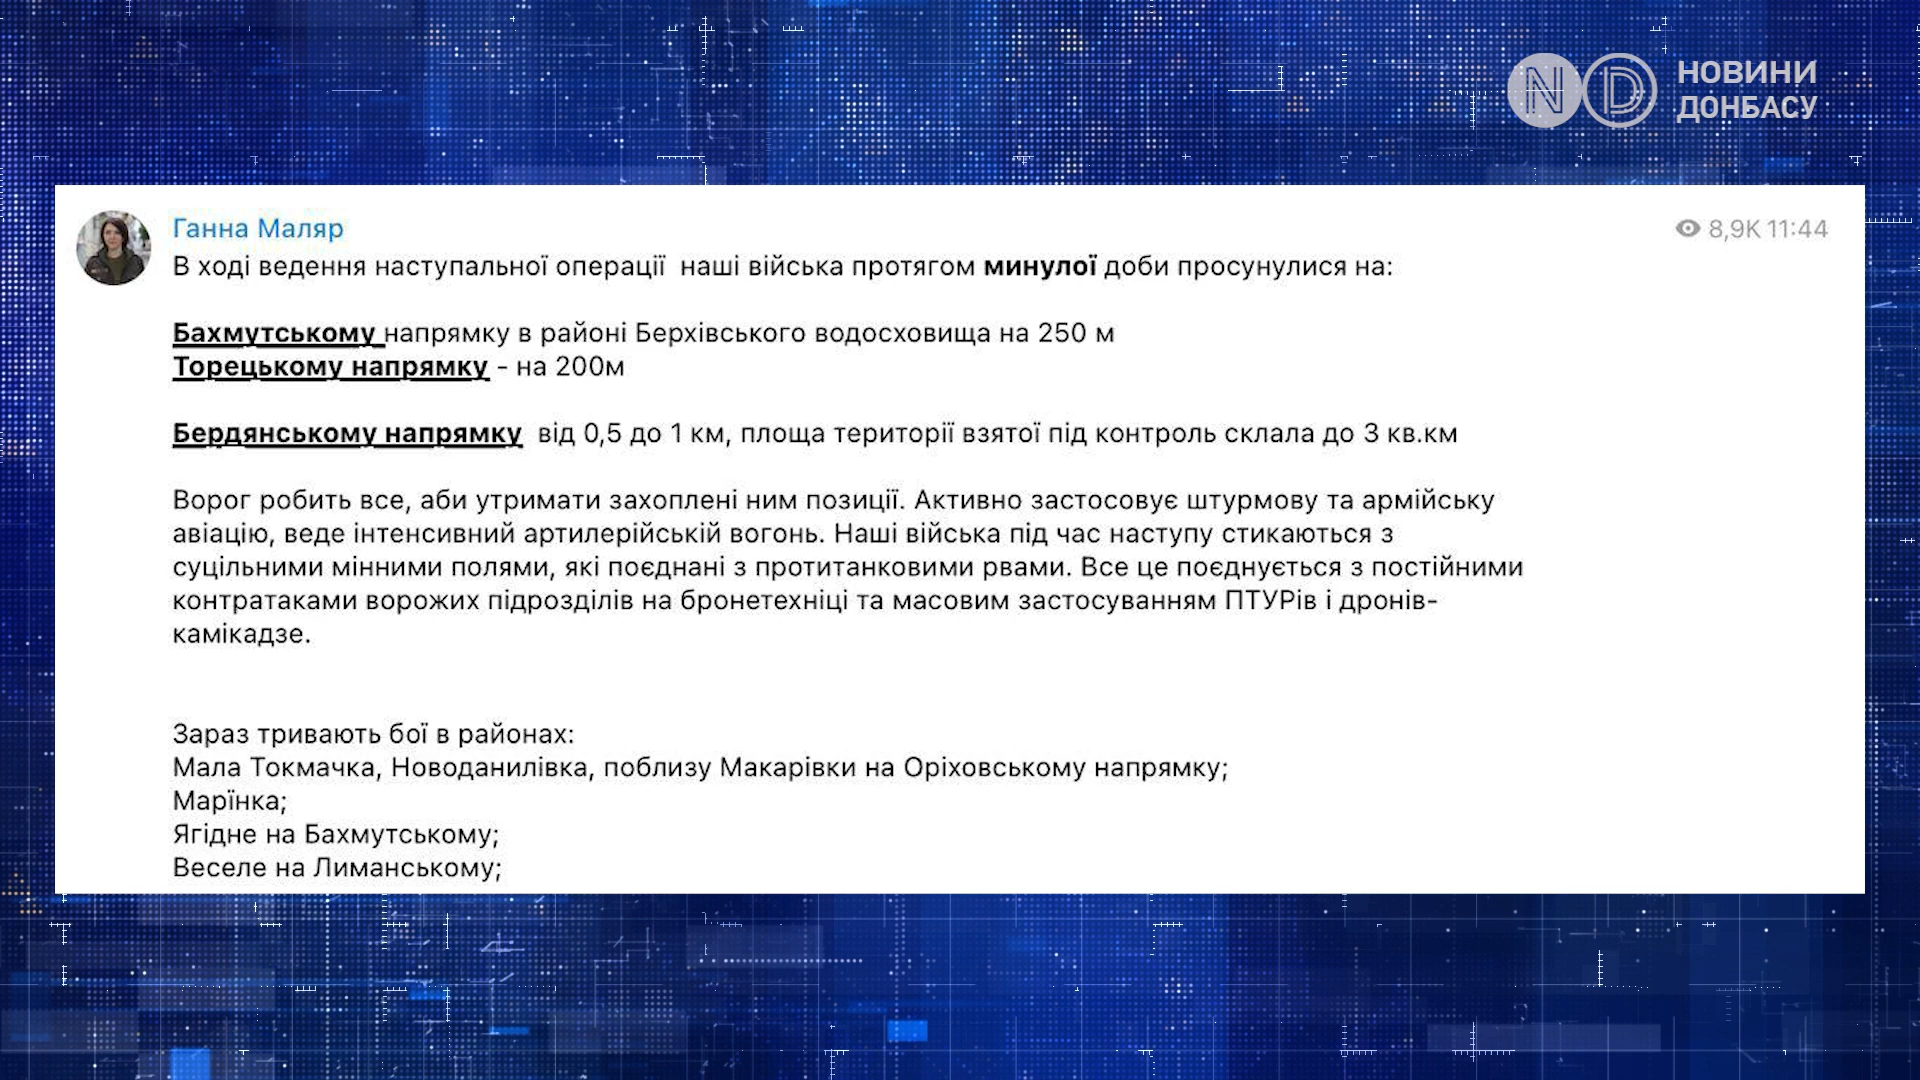 ND НОВИНИ
ДОНБАСУ
Ганна Маляр
8,9K 11:44
В ході ведення наступальної операції  наші війська протягом минулої доби просунулися на:
Бахмутському напрямку в районі Берхівського водосховища на 250 м
Торецькому напрямку - на 200м
Бердянському напрямку  від 0,5 до 1 км, площа території взятої під контроль склала до 3 кв.км
Ворог робить все, аби утримати захоплені ним позиції. Активно застосовує штурмову та армійську
авіацію, веде інтенсивний артилерійській вогонь. Наші війська під час наступу стикаються з
суцільними мінними полями, які поєднані з протитанковими рвами. Все це поєднується з постійними
контратаками ворожих підрозділів на бронетехніці та масовим застосуванням ПТУРів і дронів-
камікадзе.
Зараз тривають бої в районах:
Мала Токмачка, Новоданилівка, поблизу Макарівки на Оріховському напрямку;
Марїнка;
Ягідне на Бахмутському;
Веселе на Лиманському;